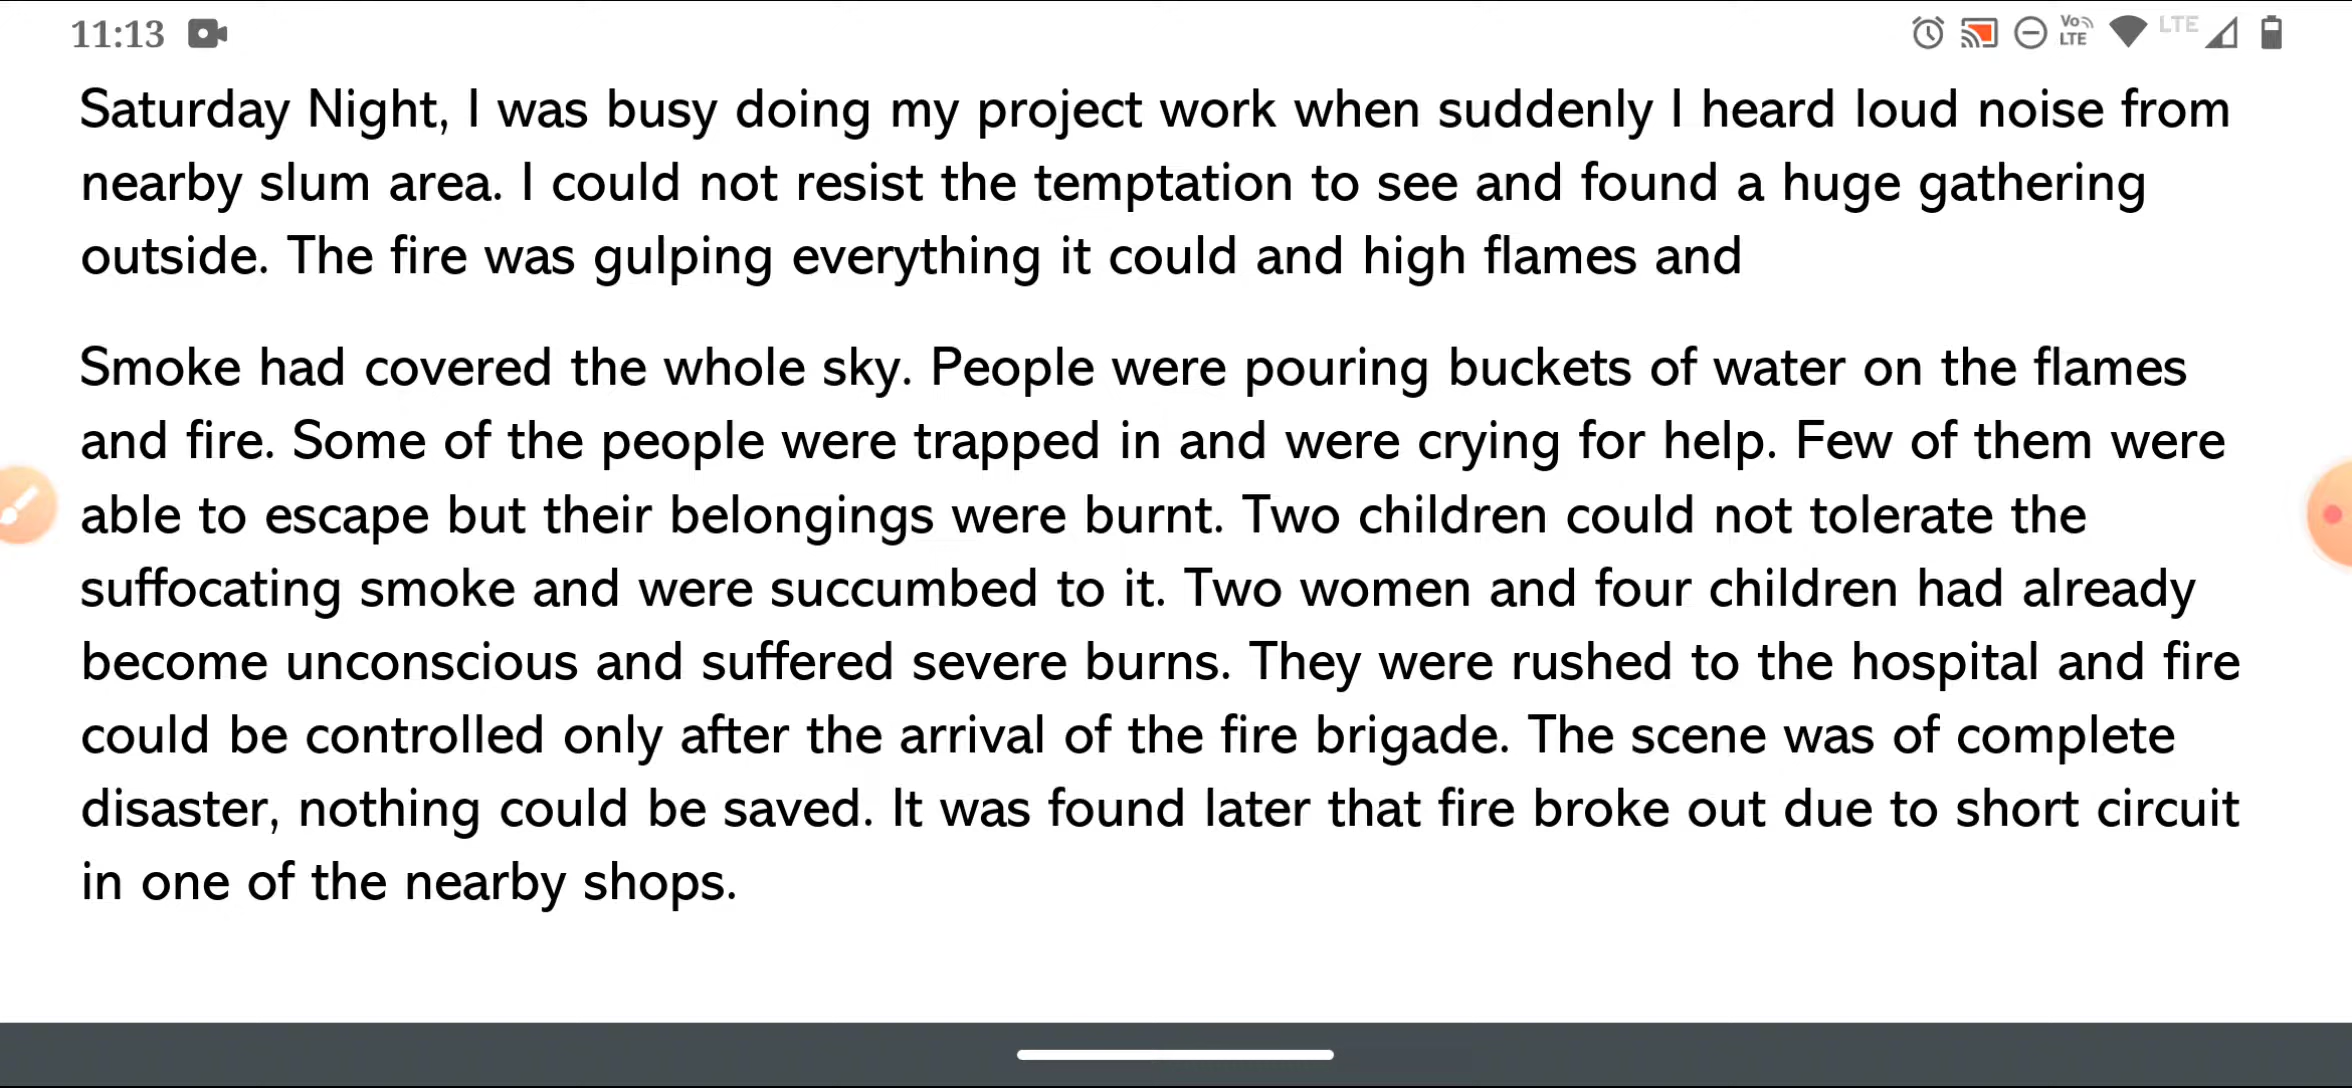 11:13
Vo LTE LTE
Saturday Night, I was busy doing my project work when suddenly I heard loud noise from
nearby slum area. I could not resist the temptation to see and found a huge gathering
outside. The fire was gulping everything it could and high flames and
Smoke had covered the whole sky. People were pouring buckets of water on the flames
and fire. Some of the people were trapped in and were crying for help. Few of them were
able to escape but their belongings were burnt. Two children could not tolerate the
suffocating smoke and were succumbed to it. Two women and four children had already
become unconscious and suffered severe burns. They were rushed to the hospital and fire
could be controlled only after the arrival of the fire brigade. The scene was of complete
disaster, nothing could be saved. It was found later that fire broke out due to short circuit
in one of the nearby shops.